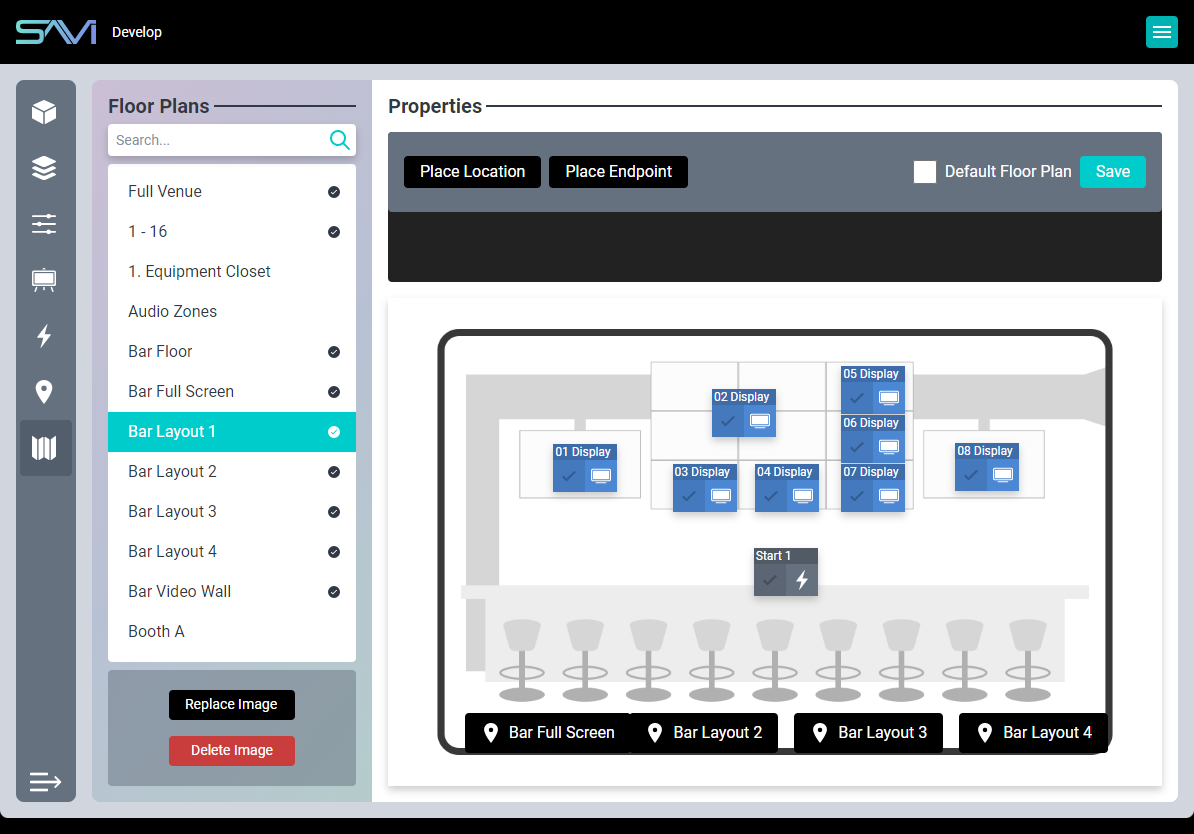 SAVI Develop
Floor Plans
Search...
Full Venue
1 - 16
1. Equipment Closet
Audio Zones
Bar Floor
Bar Full Screen
Bar Layout 1
Bar Layout 2
Bar Layout 3
Bar Layout 4
Bar Video Wall
Booth A
Replace Image
Delete Image
Properties
Place Location Place Endpoint Default Floor Plan Save
05 Display
02 Display
06 Display
01 Display 08 Display
03 Display 04 Display 07 Display
Start 1
Bar Full Screen Bar Layout 2 Bar Layout 3 Bar Layout 4